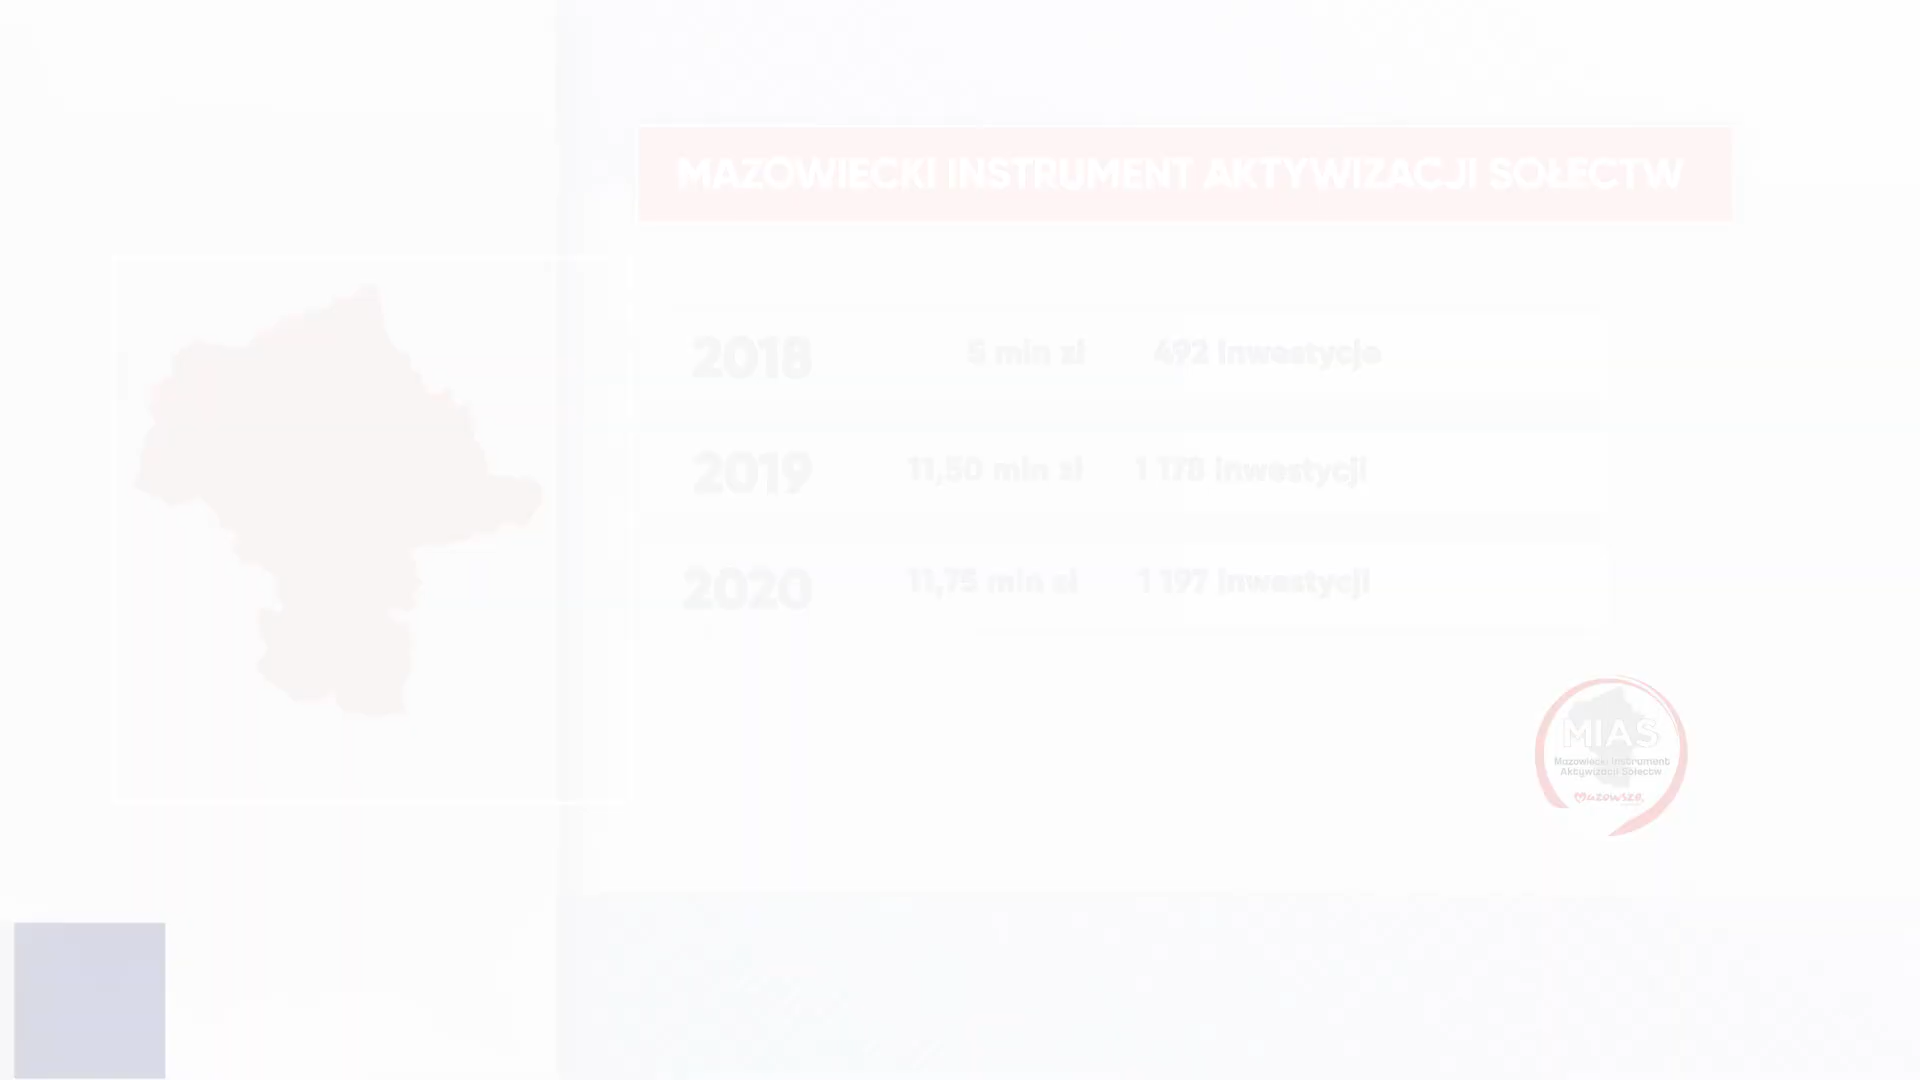 MAZOWIECKI INSTRUMENT AKTYWIZACJI SOŁECTW
2018 5 mln zł 492 inwestycje
2019 11,50 mln zł 1 178 inwestycji
2020 11,75 mln zł 1 197 inwestycji
MIAS
Mazowiecki Instrument
Aktywizacji Sołectw
Mazowsze.